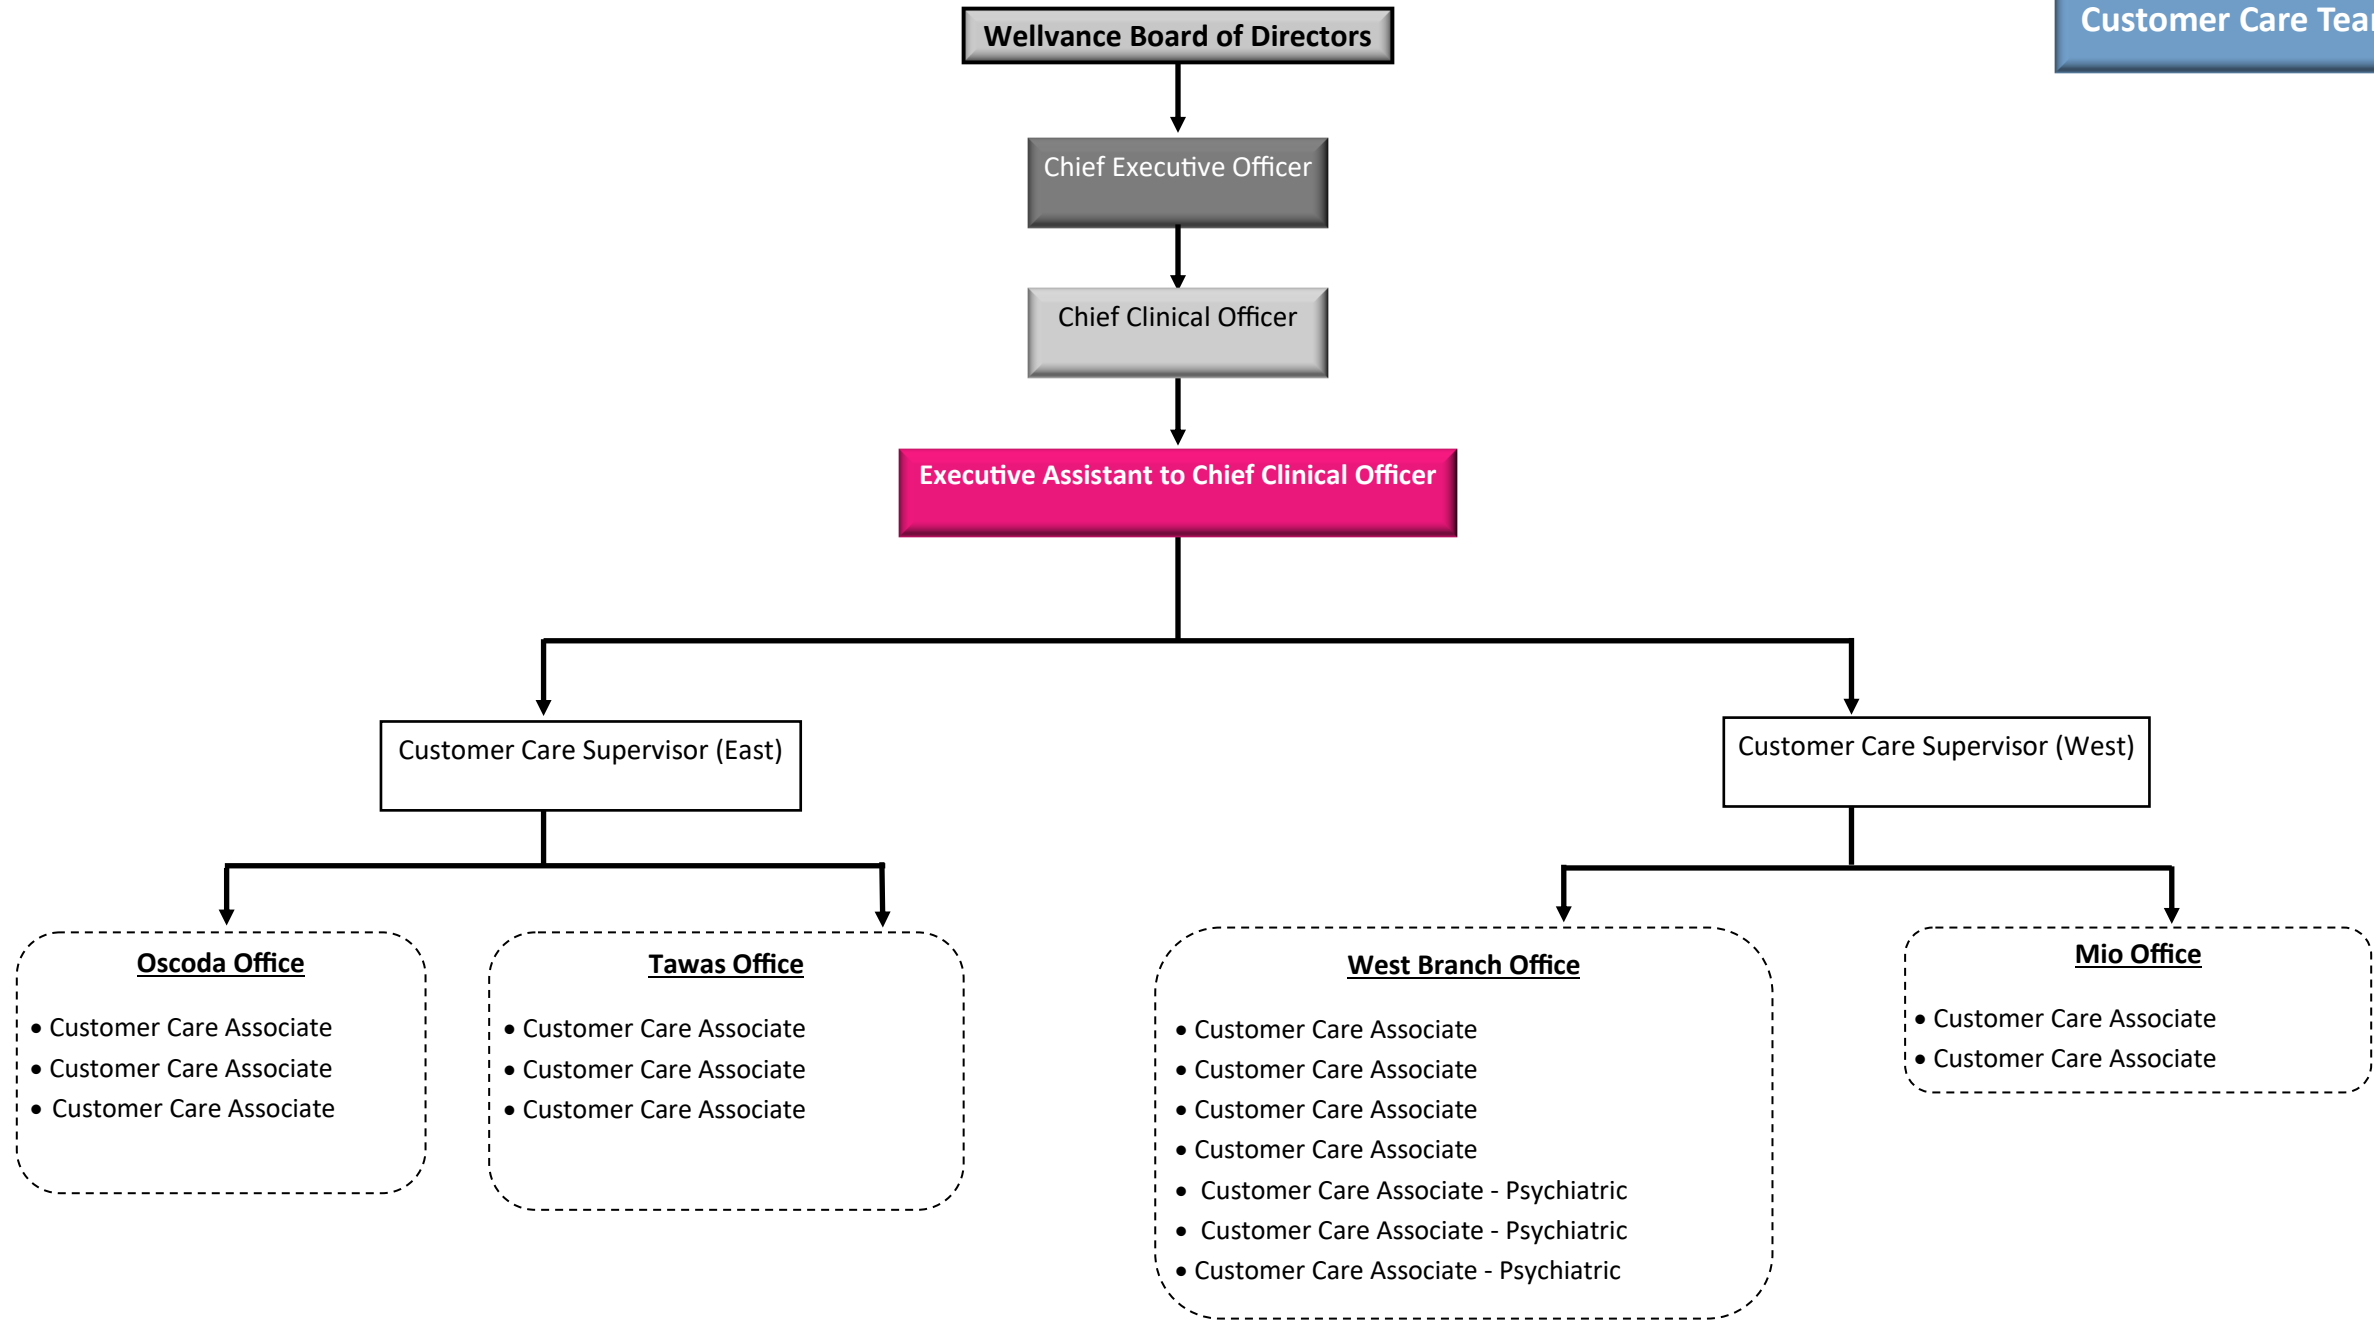 Wellvance Board of Directors
Customer Care
Chief Executive Officer
Chief Clinical Officer
Executive Assistant to Chief Clinical Officer
Customer Care Supervisor (East)
Customer Care Supervisor (West)
Oscoda Office
• Customer Care Associate
• Customer Care Associate
• Customer Care Associate
Tawas Office
• Customer Care Associate
• Customer Care Associate
• Customer Care Associate
West Branch Office
• Customer Care Associate
• Customer Care Associate
• Customer Care Associate
• Customer Care Associate
• Customer Care Associate - Psychiatric
• Customer Care Associate - Psychiatric
• Customer Care Associate - Psychiatric
Mio Office
• Customer Care Associate
• Customer Care Associate